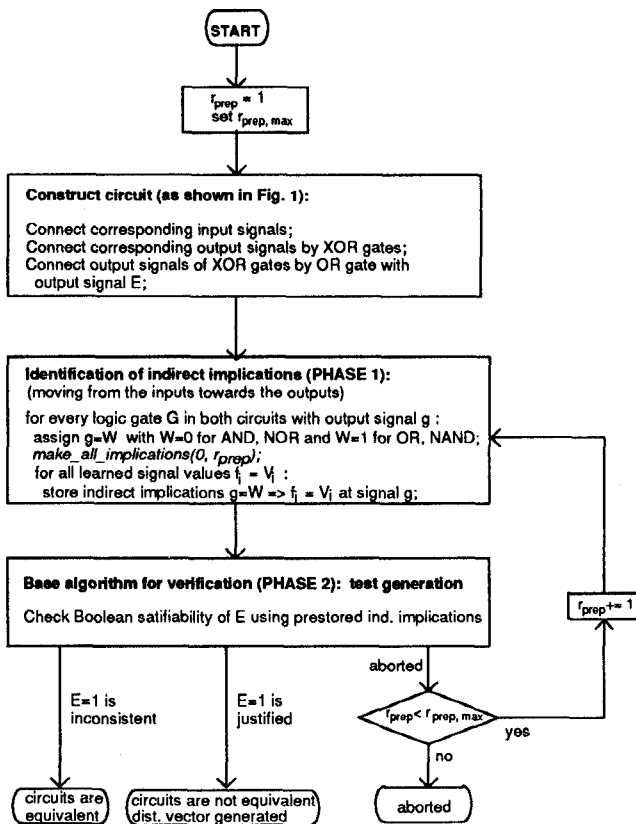 START
r_prep = 1
set r_prep, max
Construct circuit (as shown in Fig. 1):
Connect corresponding input signals;
Connect corresponding output signals by XOR gates;
Connect output signals of XOR gates by OR gate with
output signal E;
Identification of indirect implications (PHASE 1):
(moving from the inputs towards the outputs)
for every logic gate G in both circuits with output signal g :
assign g=W with W=0 for AND, NOR and W=1 for OR, NAND;
make_all_implications(0, r_prep);
for all learned signal values f_i = V_i :
store indirect implications g=W => f_i = V_i at signal g;
Base algorithm for verification (PHASE 2): test generation
Check Boolean satifiability of E using prestored ind. implications
r_prep += 1
aborted
E=1 is
inconsistent
E=1 is
justified
r_prep < r_prep, max
yes
no
circuits are
equivalent
circuits are not equivalent
dist. vector generated
aborted